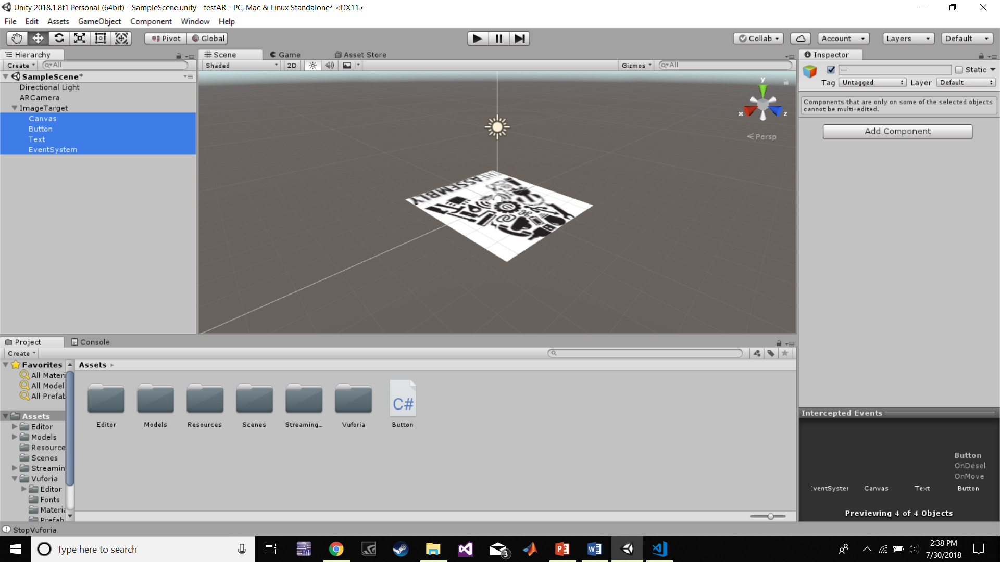 Unity 2018.1.8f1 Personal (64bit) - SampleScene.unity - testAR - PC, Mac & Linux Standalone* <DX11>
File Edit Assets GameObject Component Window Help
Pivot Global Collab Account Layers Default
Hierarchy
Create All
SampleScene*
Directional Light
ARCamera
ImageTarget
Canvas
Button
Text
EventSystem
Scene Game Asset Store
Shaded 2D Gizmos All
y
x z
Persp
ASSEMBLY
Inspector
— Static
Tag Untagged Layer Default
Components that are only on some of the selected objects
cannot be multi-edited.
Add Component
Project Console
Create
Favorites
All Materi
All Model
All Prefab
Assets
Editor
Models
Resource
Scenes
Streamin
Vuforia
Editor
Fonts
Materia
Prefab
Assets
Editor Models Resources Scenes Streaming... Vuforia C# Button
Intercepted Events
Button
OnDesel
OnMove
:ventSyster Canvas Text Button
Previewing 4 of 4 Objects
StopVuforia
Type here to search
3
2:38 PM
7/30/2018